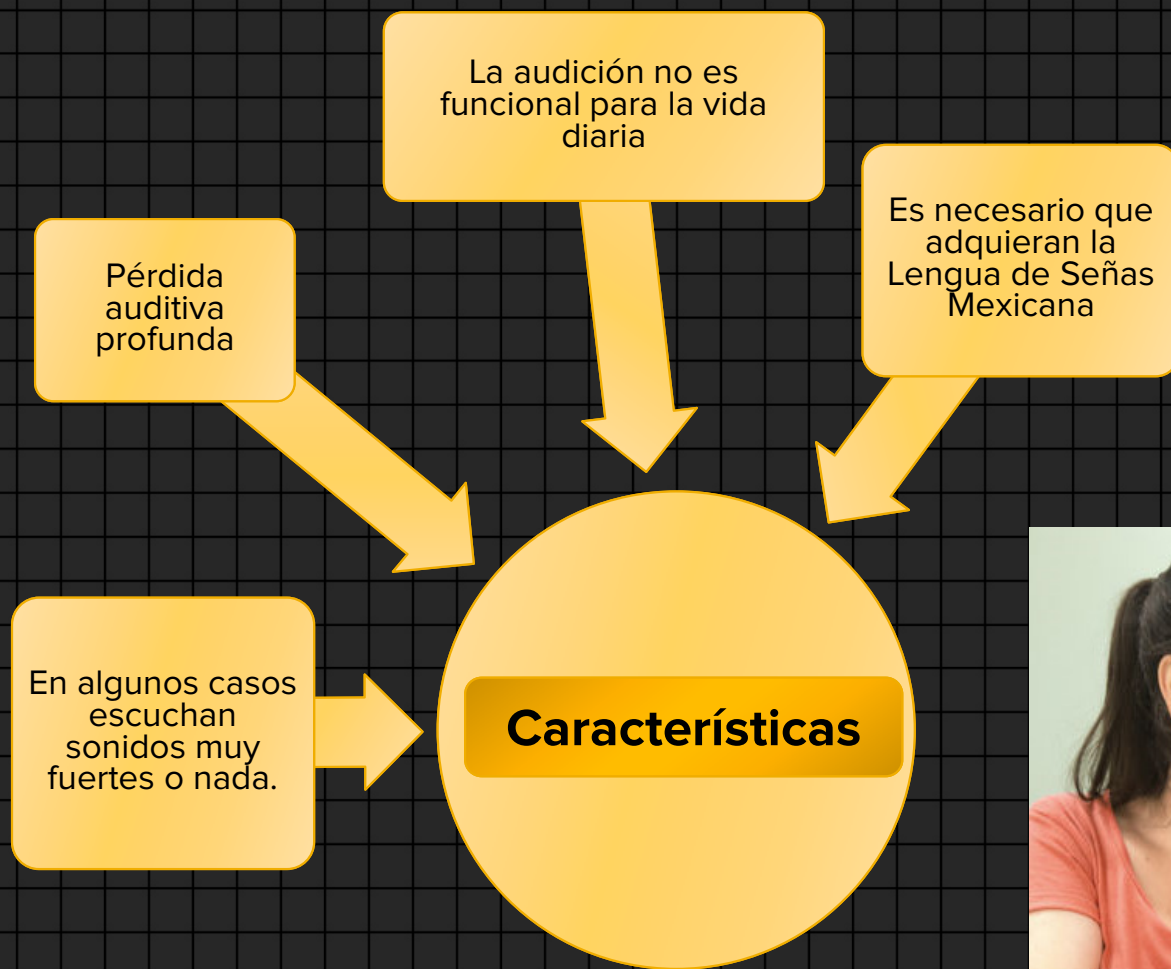 La audición no es
funcional para la vida
diaria
Es necesario que
adquieran la
Lengua de Señas
Mexicana
Pérdida
auditiva
profunda
En algunos casos
escuchan
sonidos muy
fuertes o nada.
Características